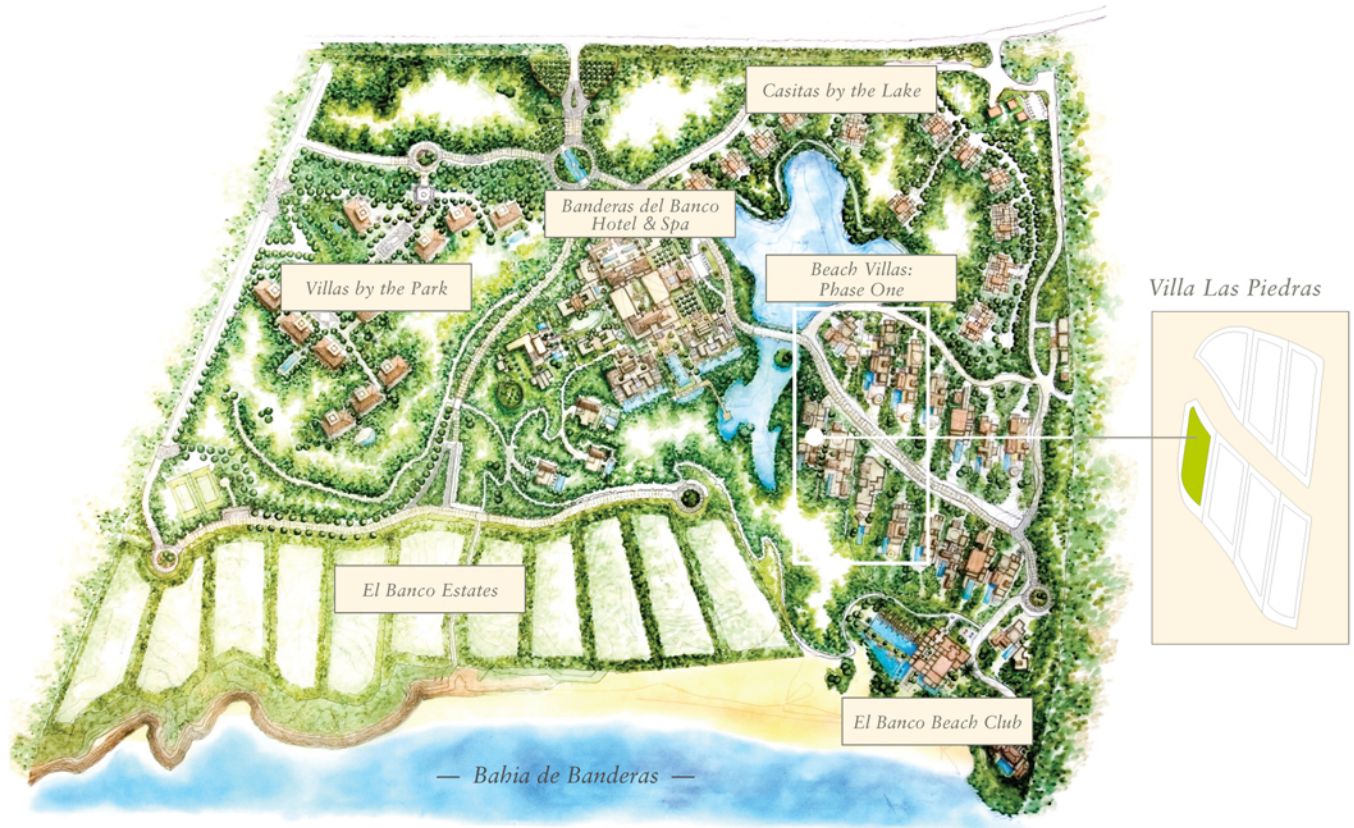 Casitas by the Lake
Banderas del Banco
Hotel & Spa
Villas by the Park
Beach Villas:
Phase One
Villa Las Piedras
El Banco Estates
El Banco Beach Club
— Bahia de Banderas —